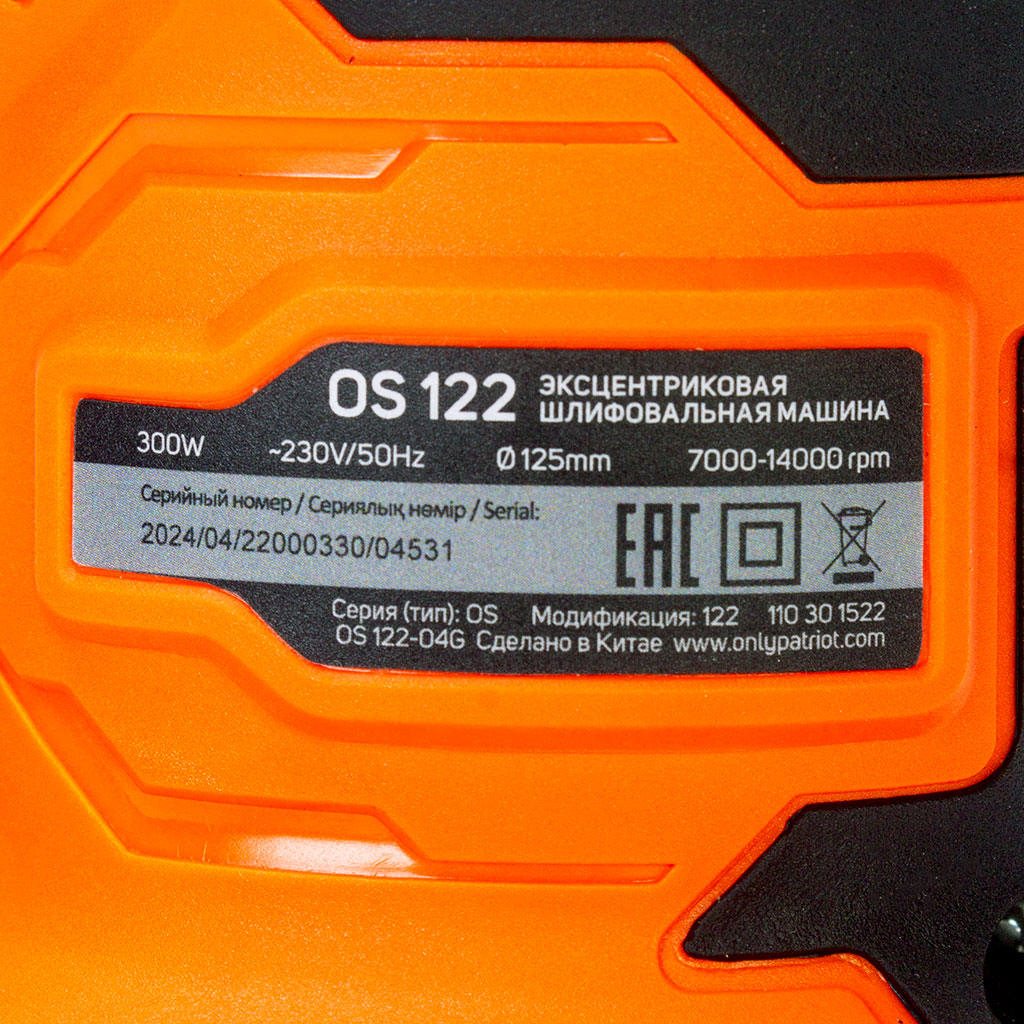 OS 122 ЭКСЦЕНТРИКОВАЯ
ШЛИФОВАЛЬНАЯ МАШИНА
300W ~230V/50Hz Ø 125mm 7000-14000 rpm
Серийный номер / Сериялық нөмір / Serial:
2024/04/22000330/04531
EAC
Серия (тип): OS Модификация: 122 110 30 1522
OS 122-04G Сделано в Китае www.onlypatriot.com